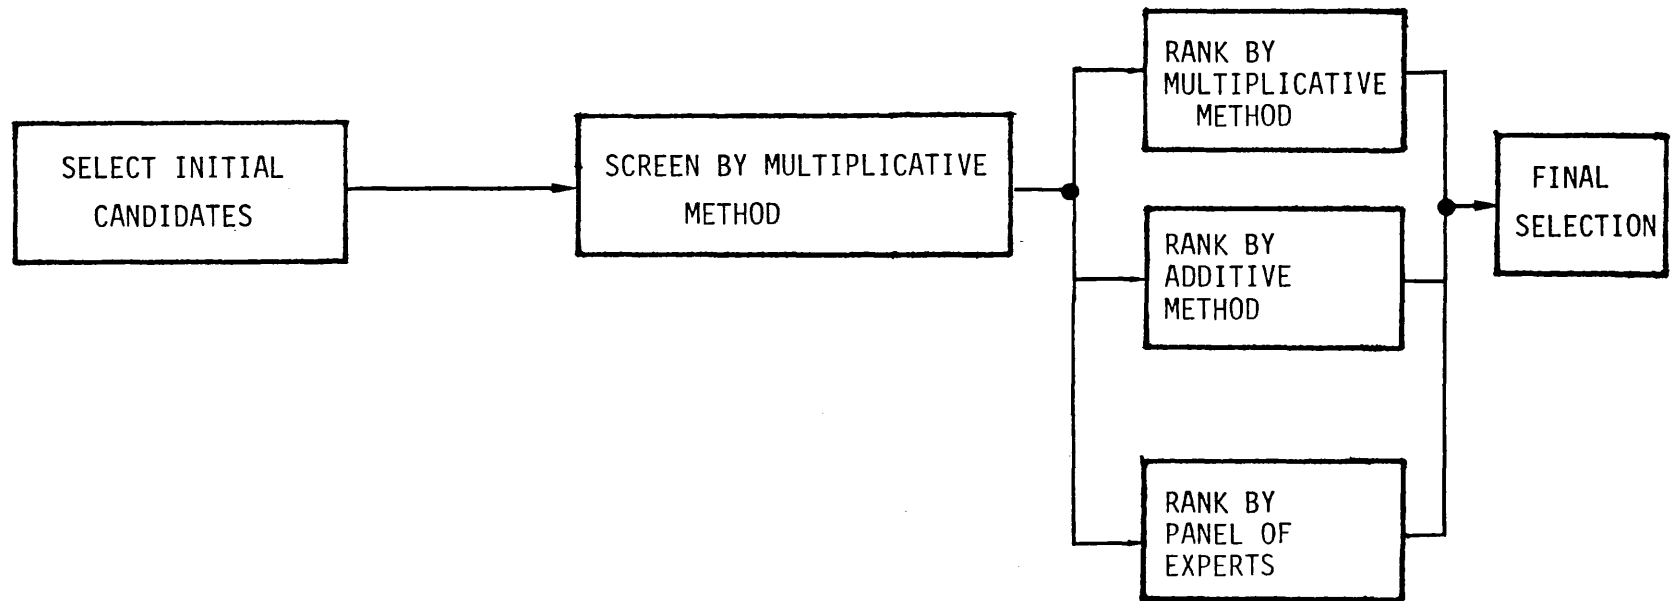 SELECT INITIAL
CANDIDATES
SCREEN BY MULTIPLICATIVE
METHOD
RANK BY
MULTIPLICATIVE
METHOD
RANK BY
ADDITIVE
METHOD
RANK BY
PANEL OF
EXPERTS
FINAL
SELECTION